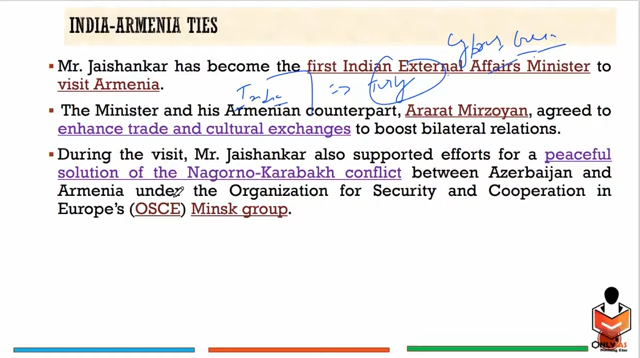 INDIA-ARMENIA TIES
Mr. Jaishankar has become the first Indian External Affairs Minister to
visit Armenia.
India
The Minister and his Armenian counterpart, Ararat Mirzoyan, agreed to
enhance trade and cultural exchanges to boost bilateral relations.
During the visit, Mr. Jaishankar also supported efforts for a peaceful
solution of the Nagorno-Karabakh conflict between Azerbaijan and
Armenia under the Organization for Security and Cooperation in
Europe's (OSCE) Minsk group.